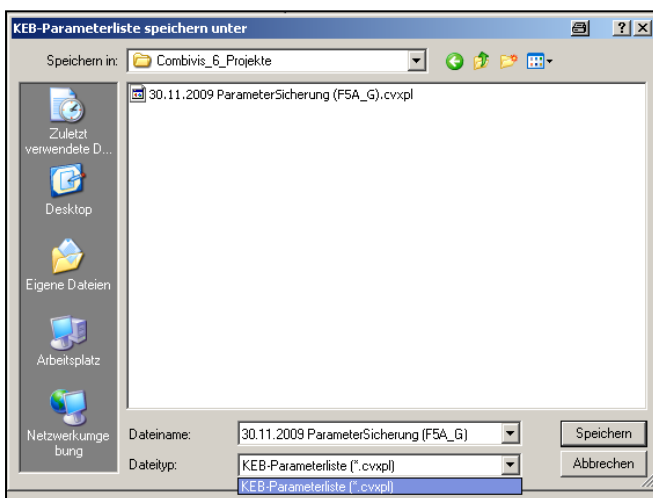 KEB-Parameterliste speichern unter
Speichern in:
Combivis_6_Projekte
30.11.2009 ParameterSicherung (F5A_G).cvxpl
Zuletzt
verwendete D...
Desktop
Eigene Dateien
Arbeitsplatz
Netzwerkumge
bung
Dateiname:
30.11.2009 ParameterSicherung (F5A_G)
Speichern
Dateityp:
KEB-Parameterliste (*.cvxpl)
Abbrechen
KEB-Parameterliste (*.cvxpl)